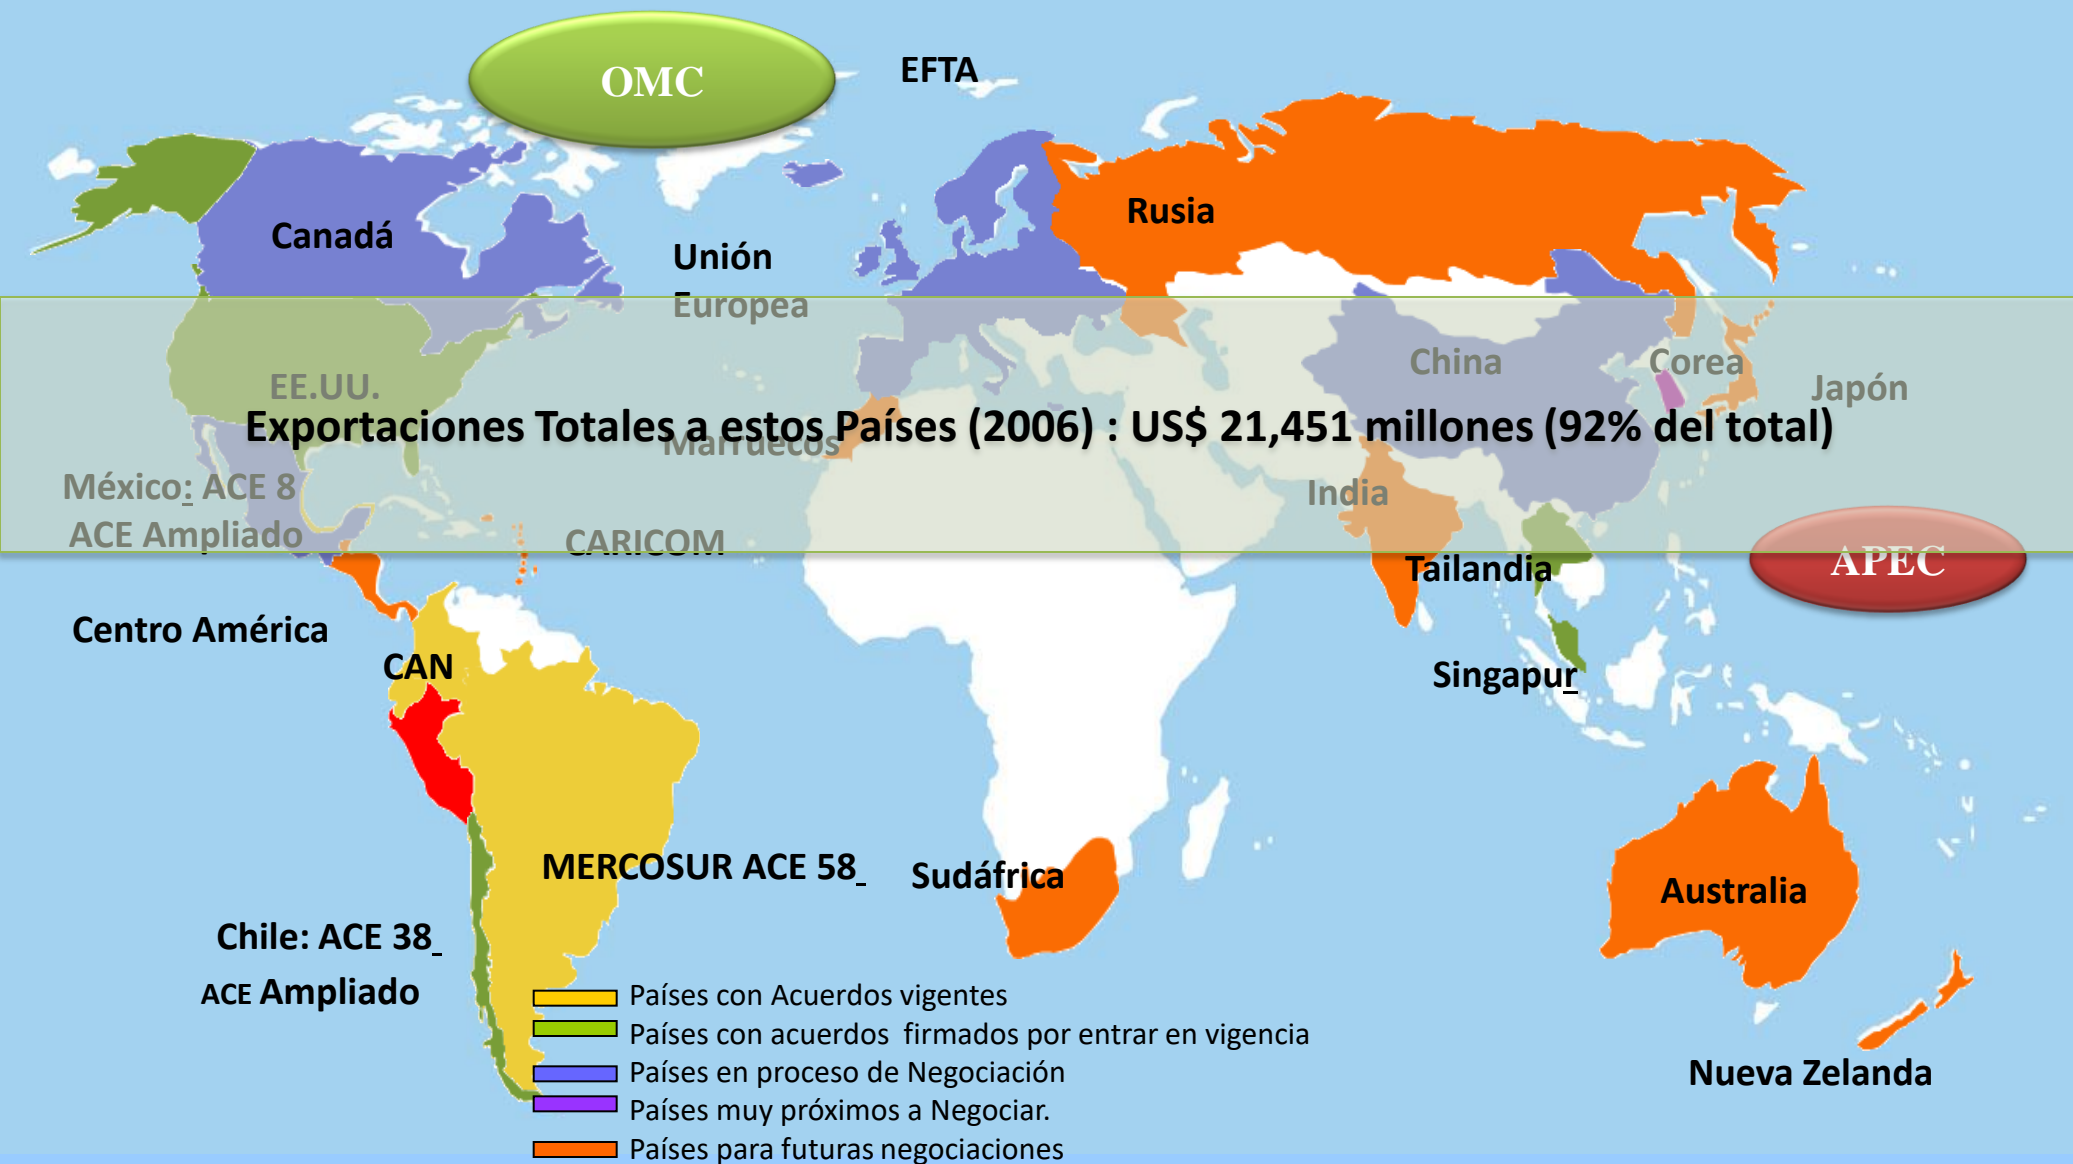 OMC
EFTA
Canadá
Unión
Europea
Rusia
EE.UU.
China
Corea
Japón
Exportaciones Totales a estos Países (2006) : US$ 21,451 millones (92% del total)
Marruecos
México: ACE 8
ACE Ampliado
CARICOM
India
Tailandia
APEC
Centro América
CAN
Singapur
MERCOSUR ACE 58
Sudáfrica
Australia
Chile: ACE 38
ACE Ampliado
Nueva Zelanda
Países con Acuerdos vigentes
Países con acuerdos firmados por entrar en vigencia
Países en proceso de Negociación
Países muy próximos a Negociar.
Países para futuras negociaciones